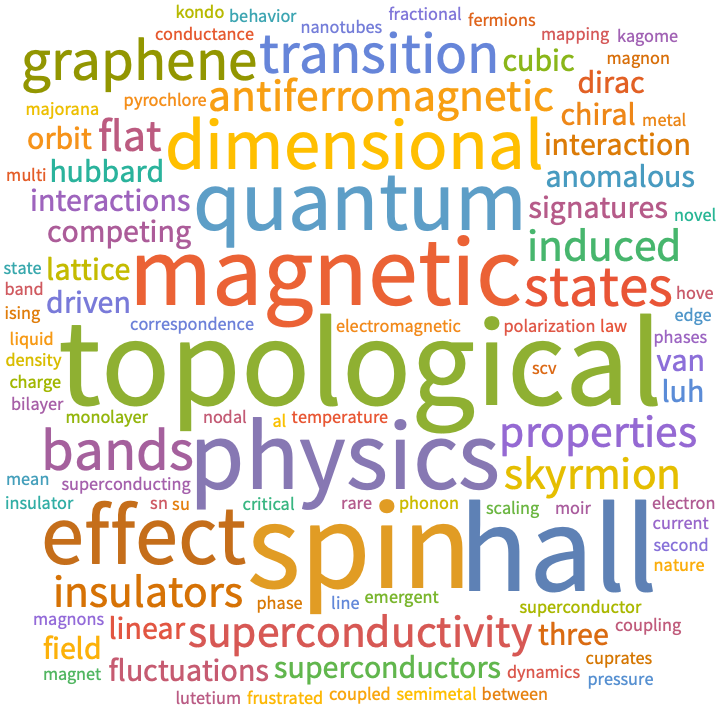 kondo behavior fractional fermions
conductance nanotubes mapping kagome
graphene transition cubic magnon
majorana pyrochlore antiferromagnetic dirac
orbit flat dimensional chiral metal
multi hubbard interaction
interactions quantum anomalous
competing signatures novel
state lattice magnetic induced
band driven states hove
ising correspondence electromagnetic polarization law edge
liquid topological phases
density scv van
charge luh
bilayer monolayer nodal al temperature
bands physics properties
mean superconducting skyrmion
insulator sn su critical rare phonon scaling moir electron
effect spin hall current
second
insulators nature
phase line emergent superconductor
magnons linear superconductivity three coupling
field
magnet fluctuations superconductors dynamics cuprates
pressure
lutetium frustrated coupled semimetal between